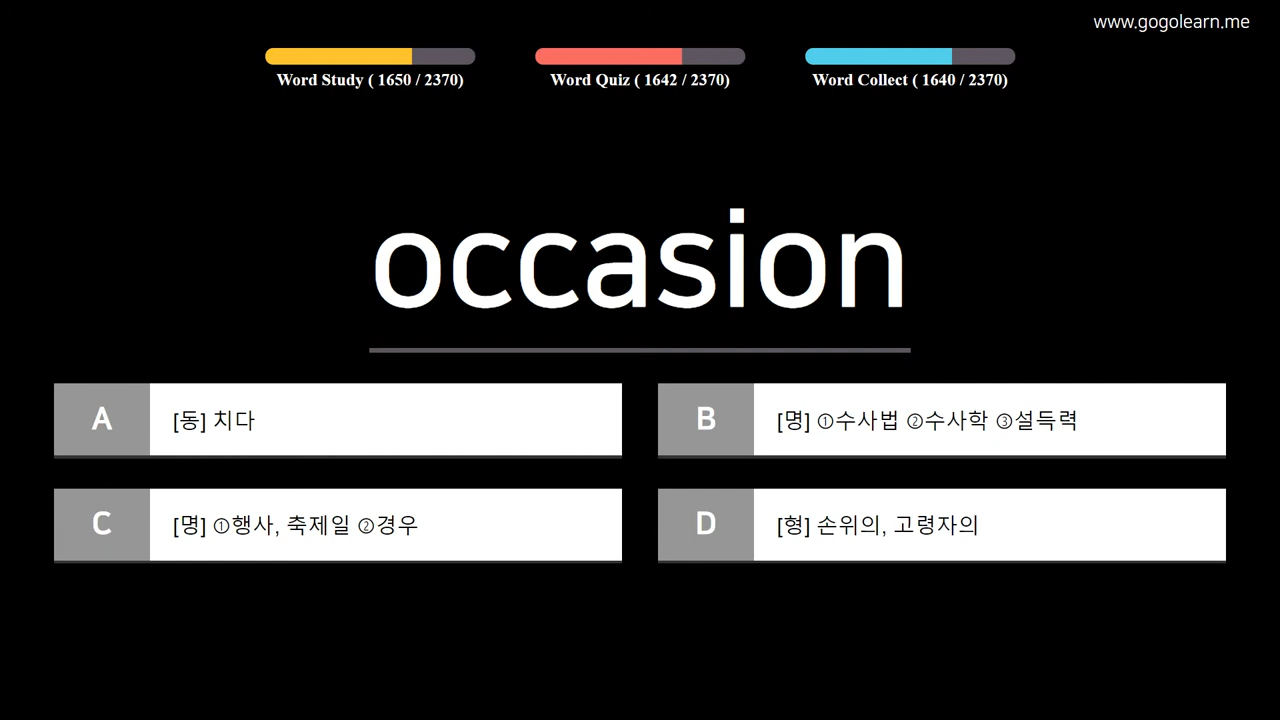 www.gogolearn.me
Word Study ( 1650 / 2370)
Word Quiz ( 1642 / 2370)
Word Collect ( 1640 / 2370)
occasion
A [동] 치다
B [명] ①수사법 ②수사학 ③설득력
C [명] ①행사, 축제일 ②경우
D [형] 손위의, 고령자의